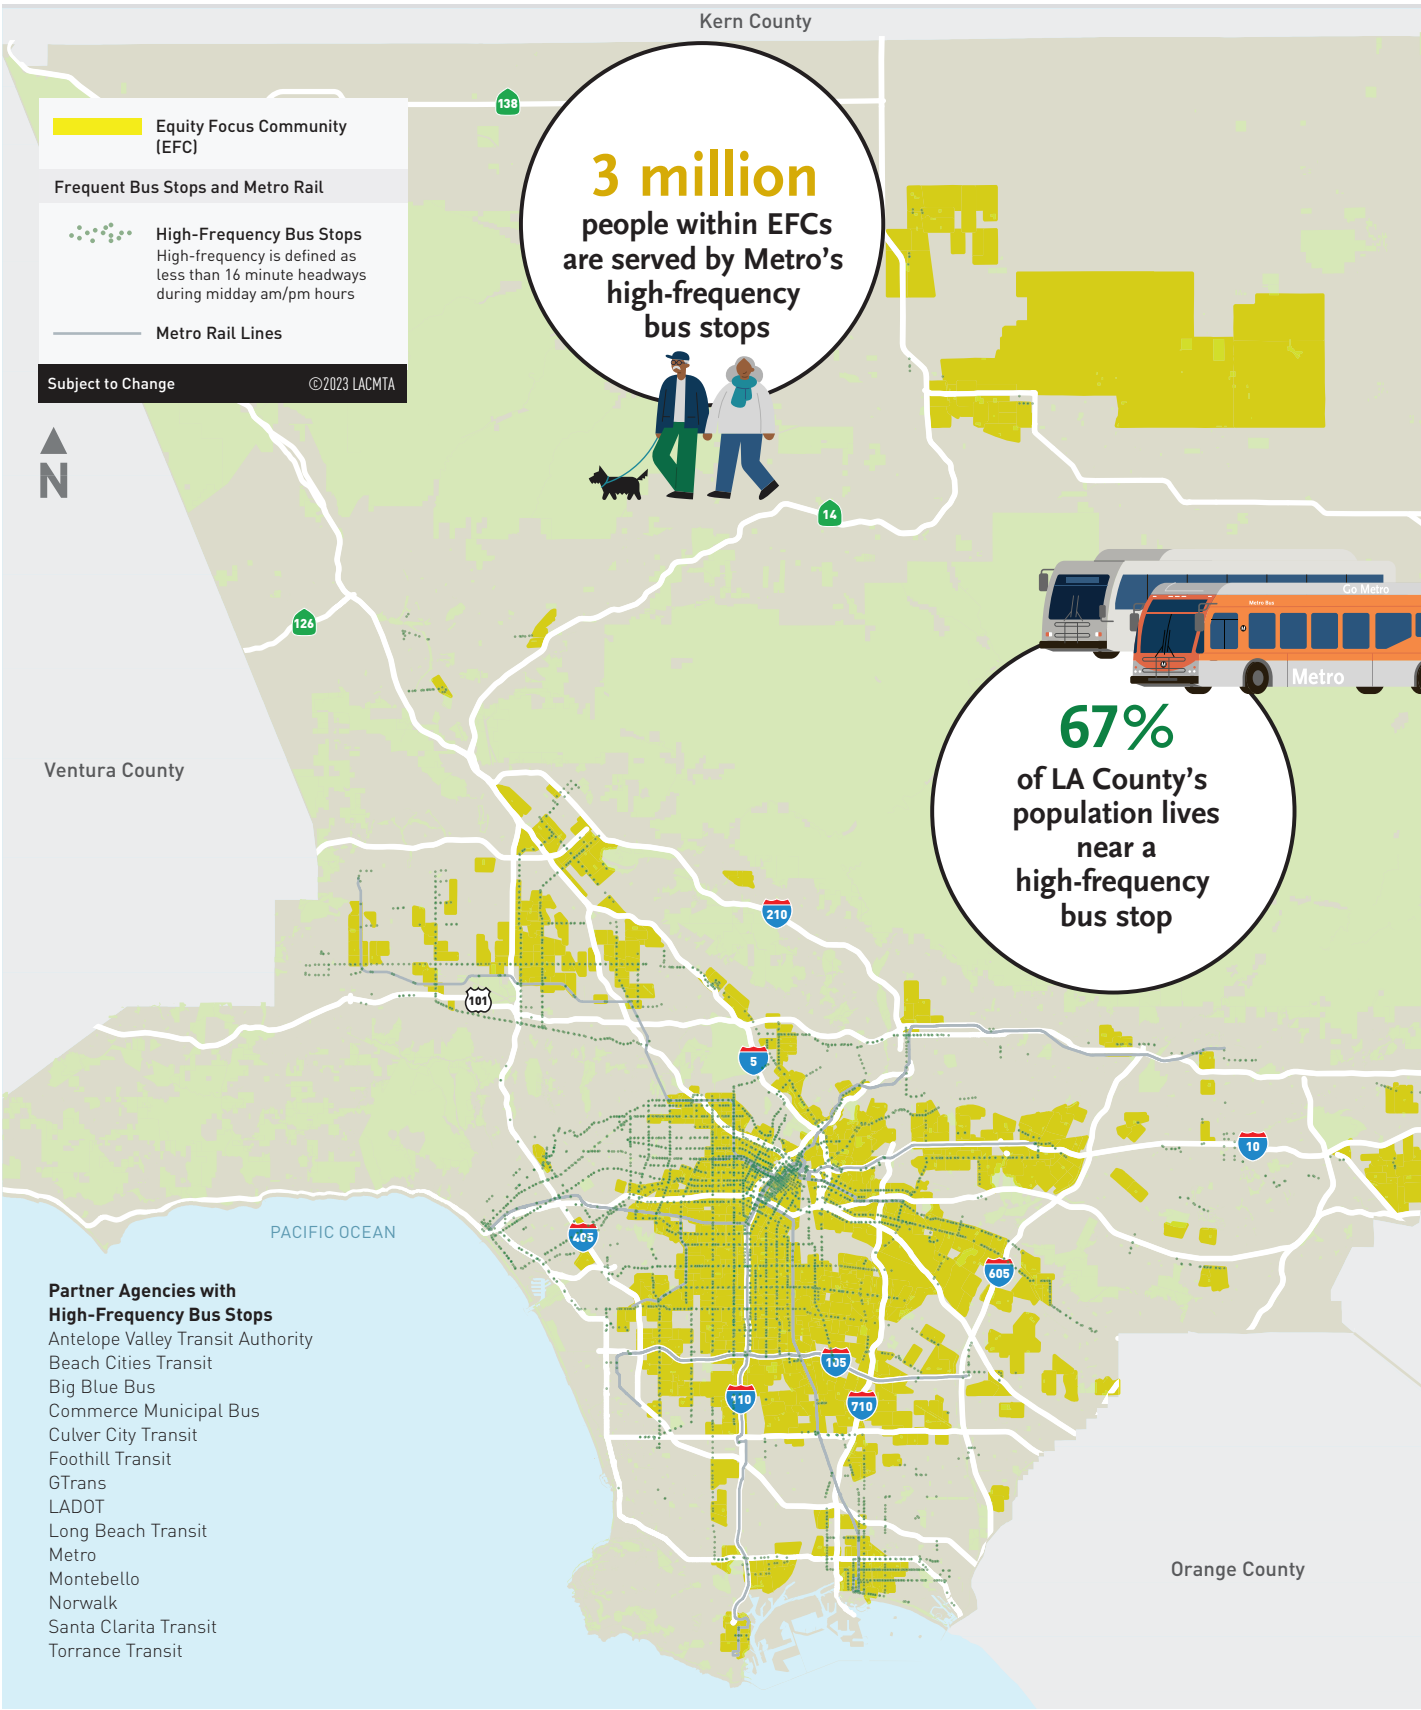 Kern County
138
Equity Focus Community
(EFC)
Frequent Bus Stops and Metro Rail
High-Frequency Bus Stops
High-frequency is defined as
less than 16 minute headways
during midday am/pm hours
Metro Rail Lines
Subject to Change
©2023 LACMTA
N
3 million
people within EFCs
are served by Metro's
high-frequency
bus stops
14
126
Go Metro
Metro Bus
Metro
67%
of LA County's
population lives
near a
high-frequency
bus stop
Ventura County
210
101
5
10
PACIFIC OCEAN
405
605
105
110
710
Partner Agencies with
High-Frequency Bus Stops
Antelope Valley Transit Authority
Beach Cities Transit
Big Blue Bus
Commerce Municipal Bus
Culver City Transit
Foothill Transit
GTrans
LADOT
Long Beach Transit
Metro
Montebello
Norwalk
Santa Clarita Transit
Torrance Transit
Orange County